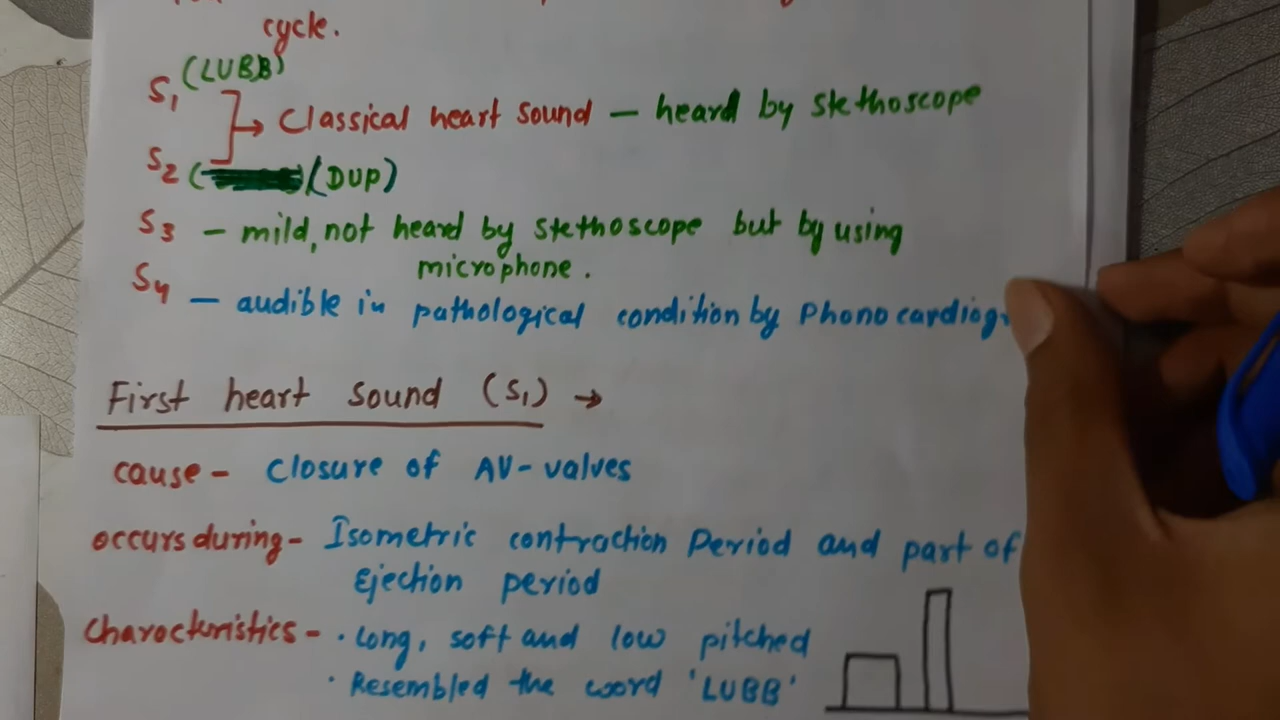 cycle.
S1 (LUBB)
Classical heart sound – heard by stethoscope
S2 (DUP)
S3 – mild, not heard by stethoscope but by using
microphone.
S4 – audible in pathological condition by Phonocardiog
First heart sound (S1) →
cause – closure of AV-valves
occurs during – Isometric contraction Period and part of
Ejection period
Charocteristics – • Long, soft and low pitched
• Resembled the word 'LUBB'